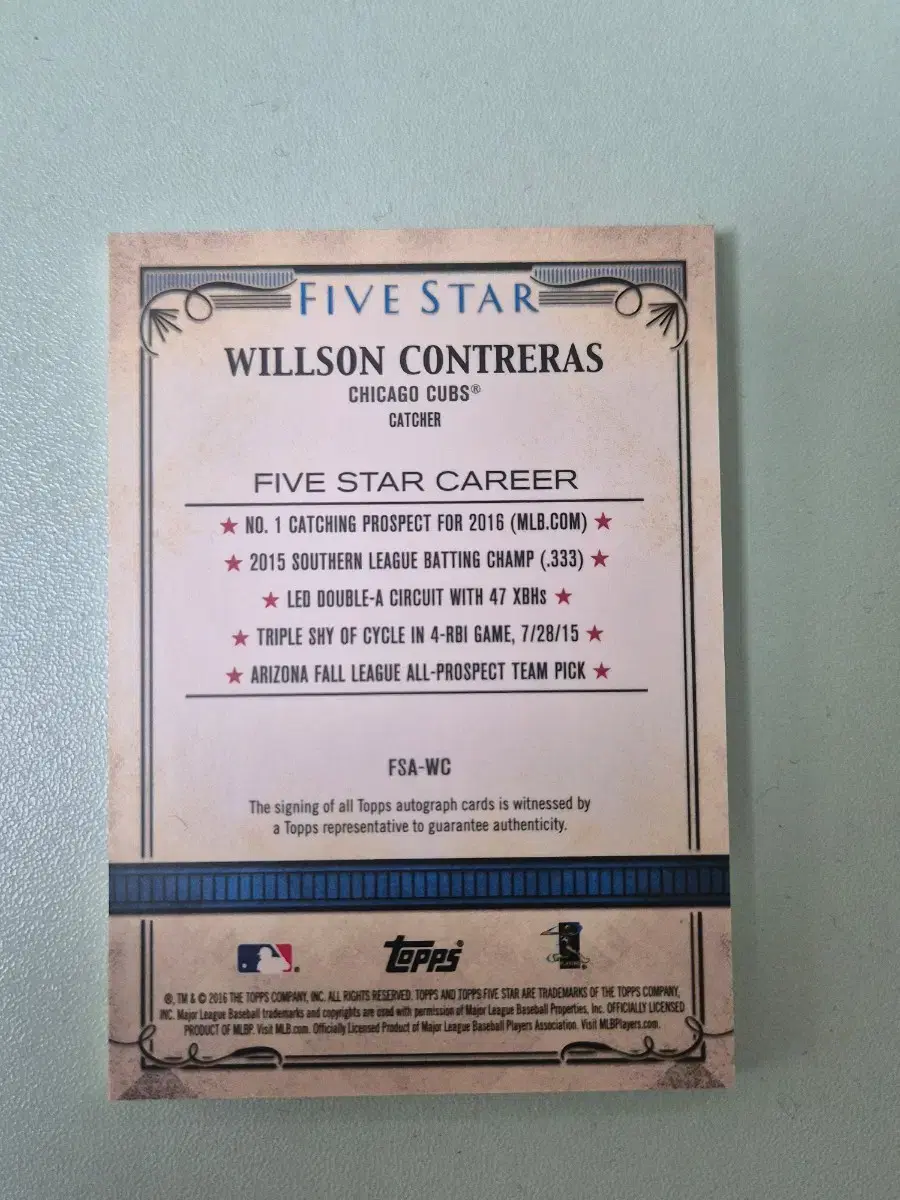 FIVE STAR
WILLSON CONTRERAS
CHICAGO CUBS®
CATCHER
FIVE STAR CAREER
★ NO. 1 CATCHING PROSPECT FOR 2016 (MLB.COM) ★
★ 2015 SOUTHERN LEAGUE BATTING CHAMP (.333) ★
★ LED DOUBLE-A CIRCUIT WITH 47 XBHs ★
★ TRIPLE SHY OF CYCLE IN 4-RBI GAME, 7/28/15 ★
★ ARIZONA FALL LEAGUE ALL-PROSPECT TEAM PICK ★
FSA-WC
The signing of all Topps autograph cards is witnessed by
a Topps representative to guarantee authenticity.
topps®
®, TM & © 2016 THE TOPPS COMPANY, INC. ALL RIGHTS RESERVED. TOPPS AND TOPPS FIVE STAR ARE TRADEMARKS OF THE TOPPS COMPANY,
INC. Major League Baseball trademarks and copyrights are used with permission of Major League Baseball Properties, Inc. OFFICIALLY LICENSED
PRODUCT OF MLBP. Visit MLB.com. Officially Licensed Product of Major League Baseball Players Association. Visit MLBPlayers.com.